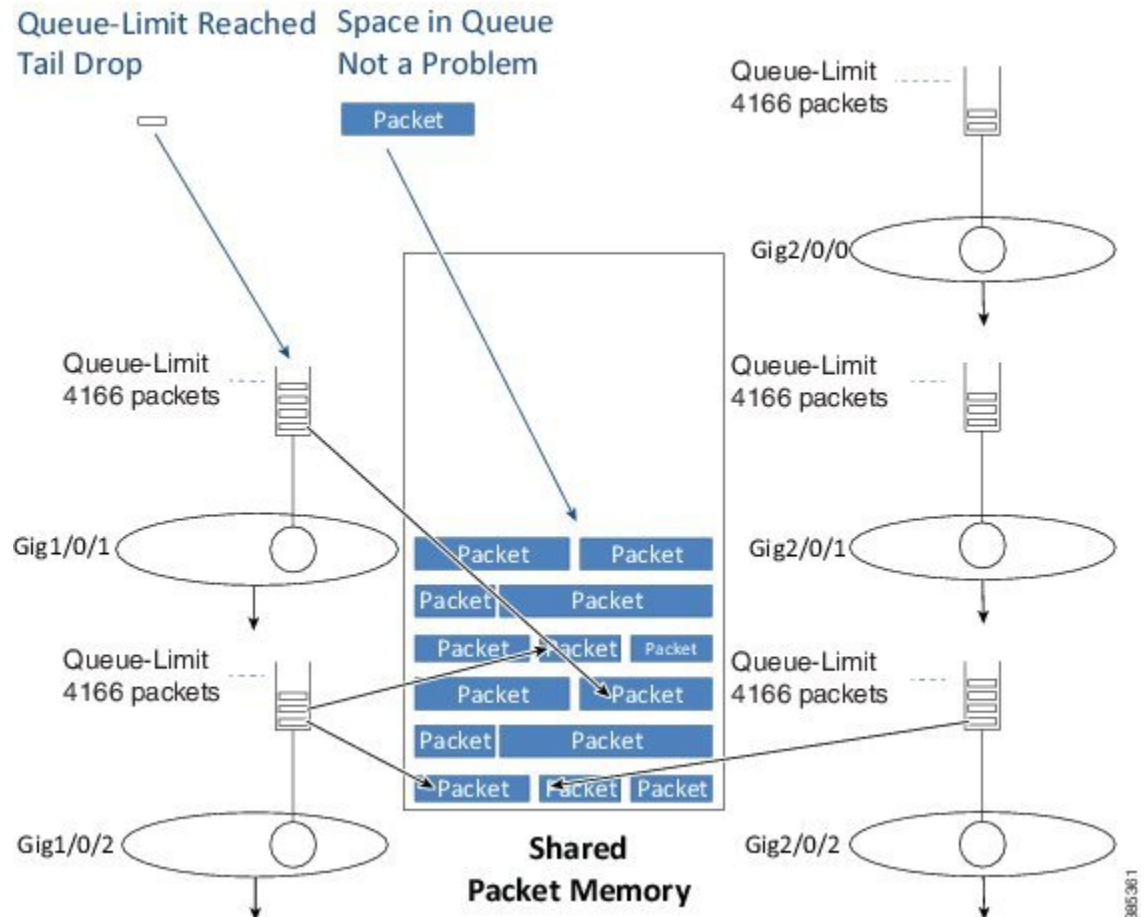 Queue-Limit Reached
Tail Drop
Space in Queue
Not a Problem
Packet
Queue-Limit
4166 packets
Gig2/0/0
Queue-Limit
4166 packets
Gig1/0/1
Queue-Limit
4166 packets
Gig2/0/1
Packet Packet
Packet Packet
Packet Packet Packet
Packet Packet
Packet Packet
Packet Packet Packet
Queue-Limit
4166 packets
Gig1/0/2
Queue-Limit
4166 packets
Gig2/0/2
Shared
Packet Memory
385361